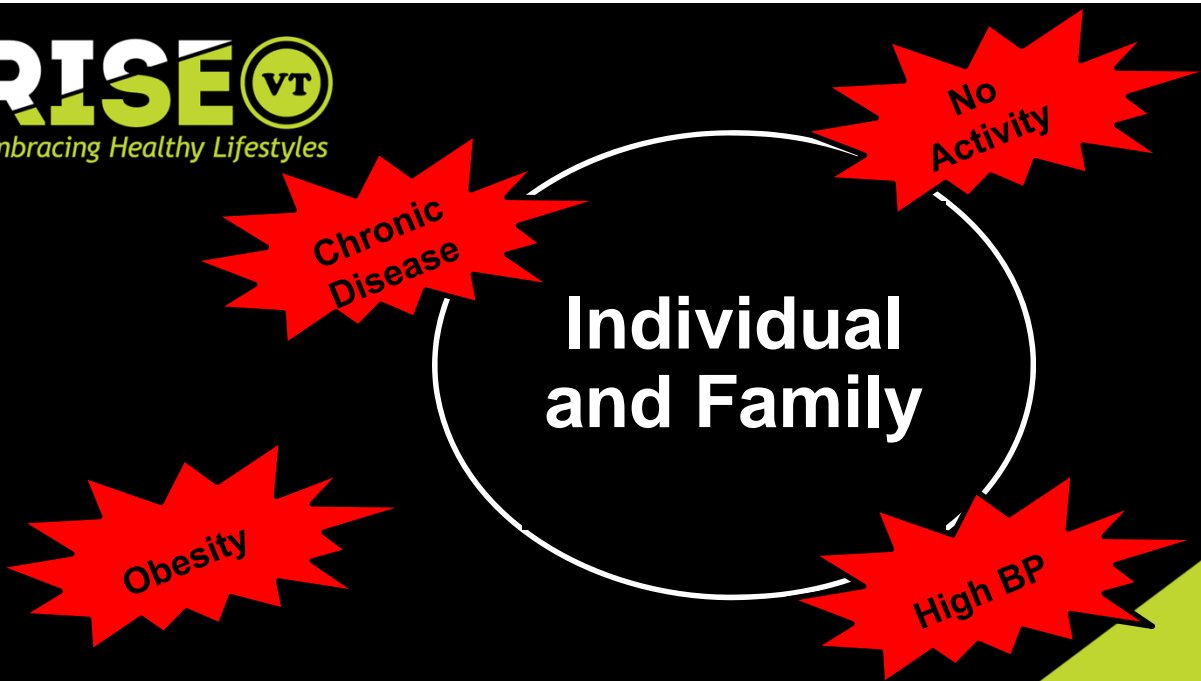 RISE VT
mbracing Healthy Lifestyles
No
Activity
Chronic
Disease
Individual
and Family
Obesity
High BP